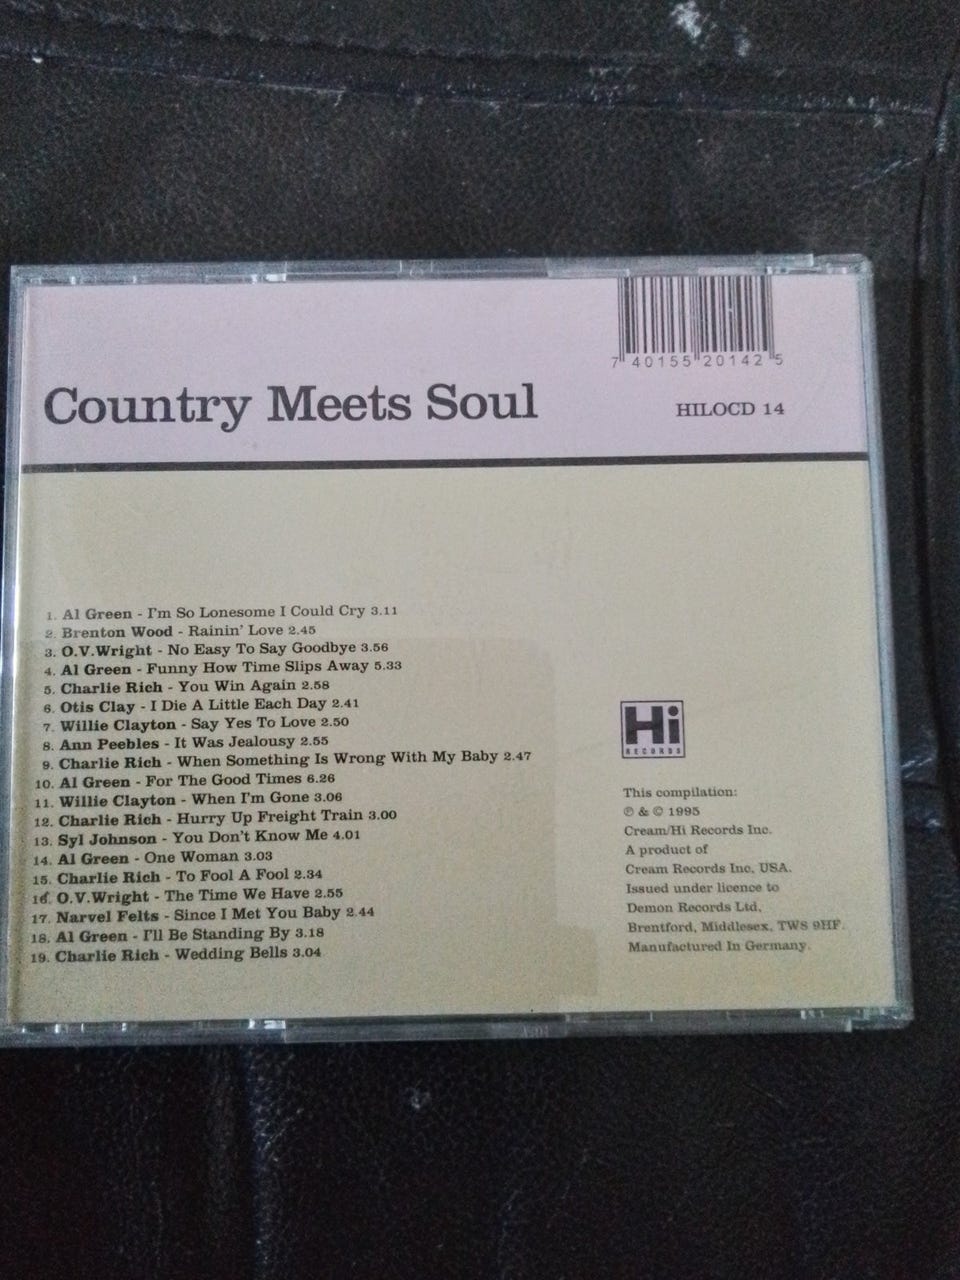 7 40155 20142 5
Country Meets Soul
HILOCD 14
1. Al Green - I'm So Lonesome I Could Cry 3.11
2. Brenton Wood - Rainin' Love 2.45
3. O.V.Wright - No Easy To Say Goodbye 3.56
4. Al Green - Funny How Time Slips Away 5.33
5. Charlie Rich - You Win Again 2.58
6. Otis Clay - I Die A Little Each Day 2.41
7. Willie Clayton - Say Yes To Love 2.50
8. Ann Peebles - It Was Jealousy 2.55
9. Charlie Rich - When Something Is Wrong With My Baby 2.47
10. Al Green - For The Good Times 6.26
11. Willie Clayton - When I'm Gone 3.06
12. Charlie Rich - Hurry Up Freight Train 3.00
13. Syl Johnson - You Don't Know Me 4.01
14. Al Green - One Woman 3.03
15. Charlie Rich - To Fool A Fool 2.34
16. O.V.Wright - The Time We Have 2.55
17. Narvel Felts - Since I Met You Baby 2.44
18. Al Green - I'll Be Standing By 3.18
19. Charlie Rich - Wedding Bells 3.04
Hi
RECORDS
This compilation:
℗ & © 1995
Cream/Hi Records Inc.
A product of
Cream Records Inc, USA.
Issued under licence to
Demon Records Ltd,
Brentford, Middlesex, TW8 9HF.
Manufactured In Germany.